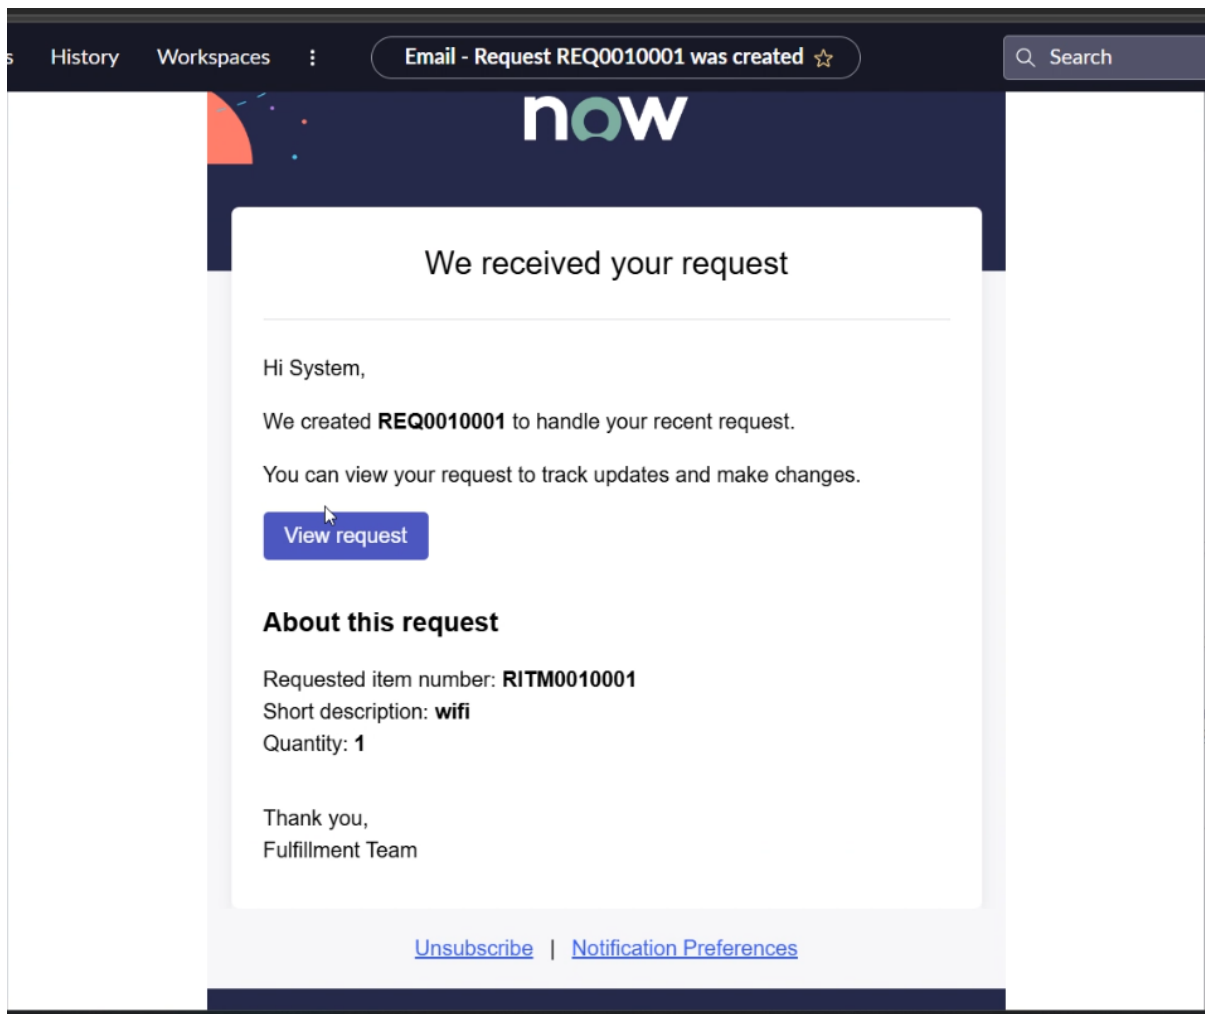 History Workspaces Email - Request REQ0010001 was created Search
now
We received your request
Hi System,
We created REQ0010001 to handle your recent request.
You can view your request to track updates and make changes.
View request
About this request
Requested item number: RITM0010001
Short description: wifi
Quantity: 1
Thank you,
Fulfillment Team
Unsubscribe | Notification Preferences